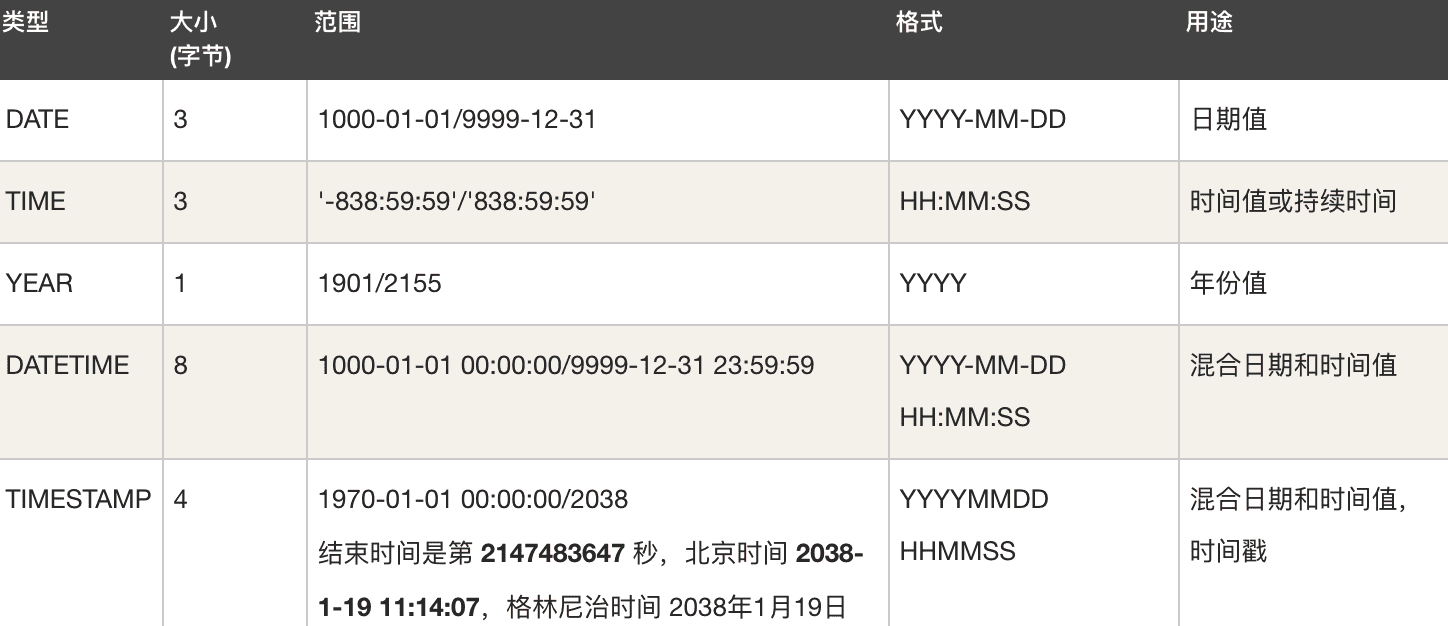 类型 大小 范围 格式 用途
(字节)
DATE 3 1000-01-01/9999-12-31 YYYY-MM-DD 日期值
TIME 3 '-838:59:59'/'838:59:59' HH:MM:SS 时间值或持续时间
YEAR 1 1901/2155 YYYY 年份值
DATETIME 8 1000-01-01 00:00:00/9999-12-31 23:59:59 YYYY-MM-DD 混合日期和时间值
HH:MM:SS
TIMESTAMP 4 1970-01-01 00:00:00/2038 YYYYMMDD 混合日期和时间值，
结束时间是第 2147483647 秒，北京时间 2038- HHMMSS 时间戳
1-19 11:14:07，格林尼治时间 2038年1月19日